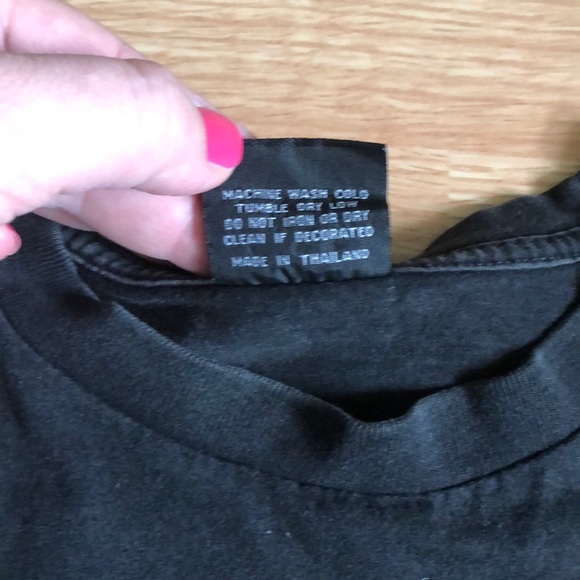 MACHINE WASH COLD
TUMBLE DRY LOW
DO NOT IRON OR DRY
CLEAN IF DECORATED
MADE IN THAILAND